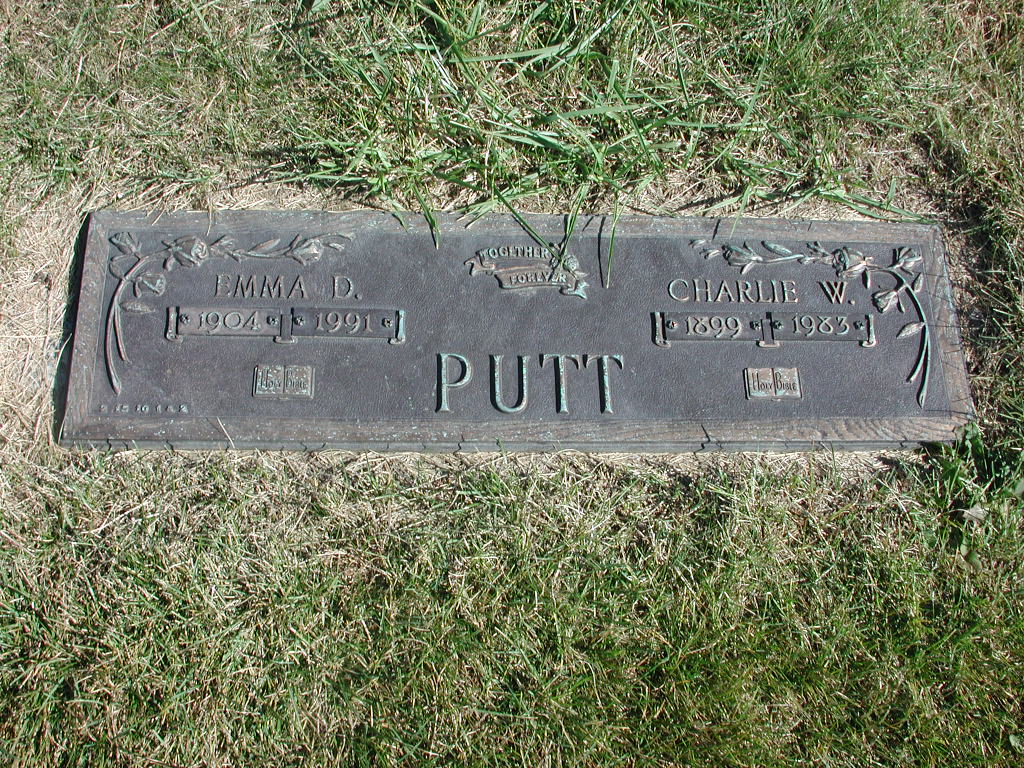 TOGETHER
FOREVER
EMMA D.
1904 1991
CHARLIE W.
1899 1983
HOLY BIBLE
HOLY BIBLE
PUTT